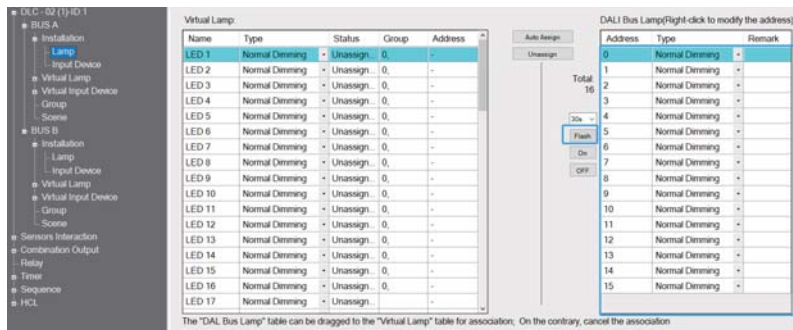 DLC - 02 (1)-ID:1
BUS A
Installation
Lamp
Input Device
Virtual Lamp
Virtual Input Device
Group
Scene
BUS B
Installation
Lamp
Input Device
Virtual Lamp
Virtual Input Device
Group
Scene
Sensors Interaction
Combination Output
Relay
Timer
Sequence
HCL
Virtual Lamp:
Name Type Status Group Address
LED 1 Normal Dimming Unassign... 0, -
LED 2 Normal Dimming Unassign... 0, -
LED 3 Normal Dimming Unassign... 0, -
LED 4 Normal Dimming Unassign... 0, -
LED 5 Normal Dimming Unassign... 0, -
LED 6 Normal Dimming Unassign... 0, -
LED 7 Normal Dimming Unassign... 0, -
LED 8 Normal Dimming Unassign... 0, -
LED 9 Normal Dimming Unassign... 0, -
LED 10 Normal Dimming Unassign... 0, -
LED 11 Normal Dimming Unassign... 0, -
LED 12 Normal Dimming Unassign... 0, -
LED 13 Normal Dimming Unassign... 0, -
LED 14 Normal Dimming Unassign... 0, -
LED 15 Normal Dimming Unassign... 0, -
LED 16 Normal Dimming Unassign... 0, -
LED 17 Normal Dimming Unassign...
Auto Assign
Unassign
Total:
16
30s
Flash
On
OFF
DALI Bus Lamp(Right-click to modify the address)
Address Type Remark
0 Normal Dimming
1 Normal Dimming
2 Normal Dimming
3 Normal Dimming
4 Normal Dimming
5 Normal Dimming
6 Normal Dimming
7 Normal Dimming
8 Normal Dimming
9 Normal Dimming
10 Normal Dimming
11 Normal Dimming
12 Normal Dimming
13 Normal Dimming
14 Normal Dimming
15 Normal Dimming
The "DAL Bus Lamp" table can be dragged to the "Virtual Lamp" table for association; On the contrary, cancel the association